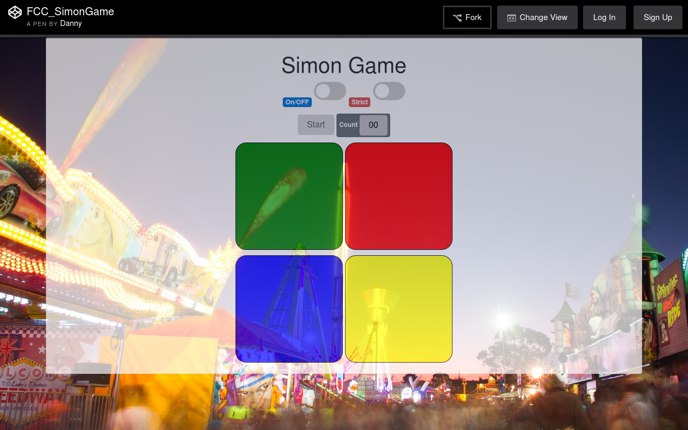 FCC_SimonGame
A PEN BY Danny
Fork
Change View
Log In
Sign Up
Simon Game
On/OFF
Strict
Start
Count 00